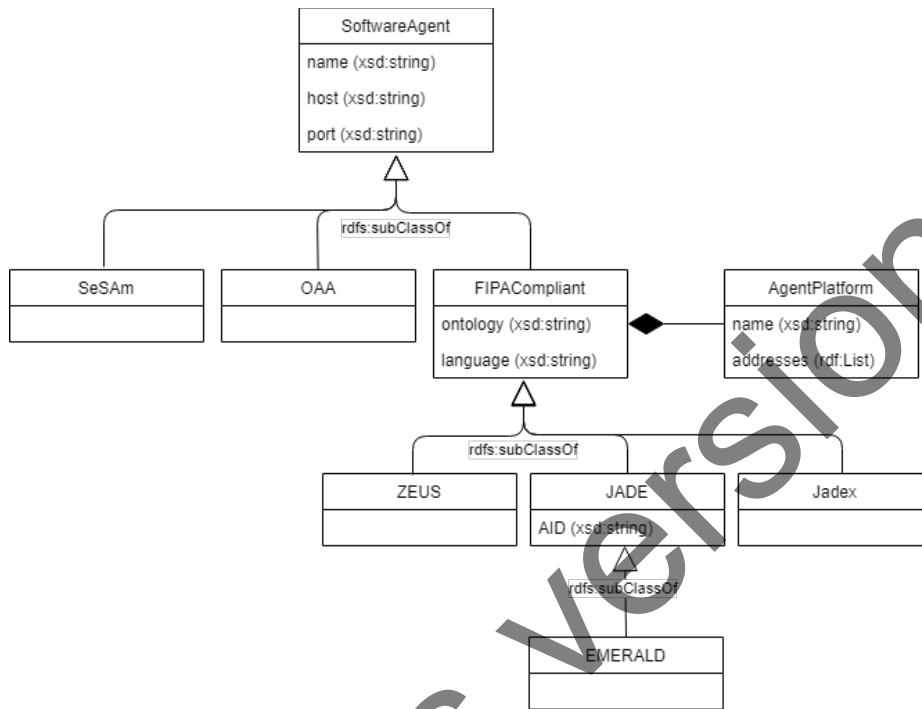 SoftwareAgent
name (xsd:string)
host (xsd:string)
port (xsd:string)
rdfs:subClassOf
SeSAm
OAA
FIPACompliant
ontology (xsd:string)
language (xsd:string)
AgentPlatform
name (xsd:string)
addresses (rdf:List)
rdfs:subClassOf
ZEUS
JADE
AID (xsd:string)
Jadex
rdfs:subClassOf
EMERALD
s version